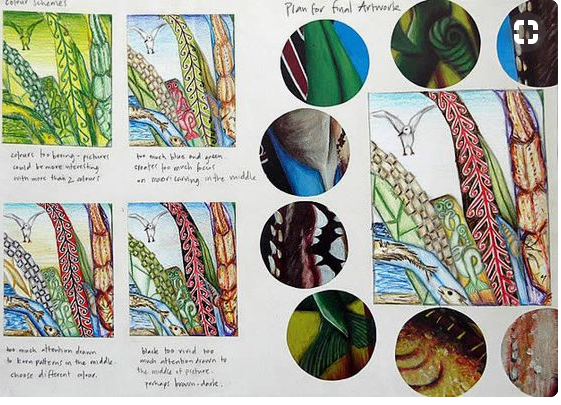 colour schemes
Plan for final Artwork
colours too boring - pictures
could be more interesting
with more than 2 colours
too much blue and green.
creates too much focus
on maori carving in the middle
too much attention drawn
to koru patterns in the middle.
choose different colour.
black too vivid. too
much attention drawn to
the middle of picture.
perhaps brown-dark.